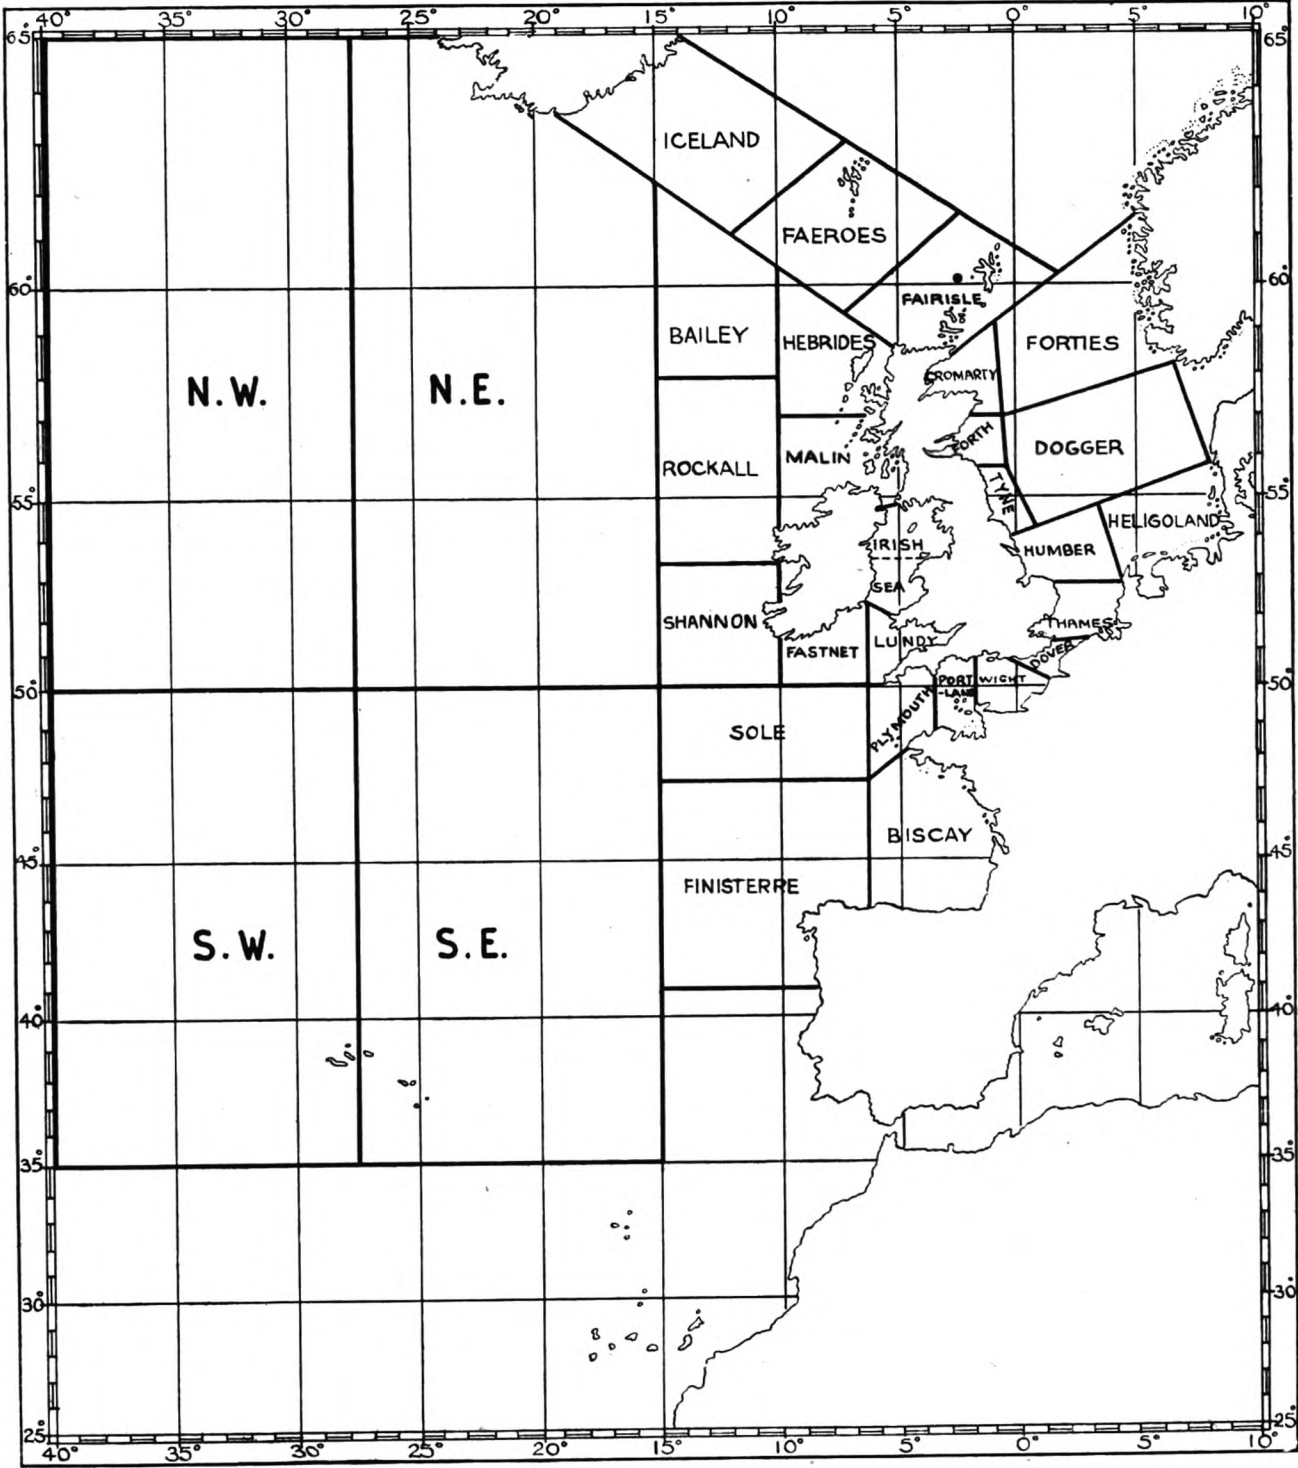 40° 35° 30° 25° 20° 15° 10° 5° 0° 5° 10°
65° 65°
ICELAND
FAEROES
60° 60°
FAIRISLE
BAILEY HEBRIDES FORTIES
CROMARTY
N.W. N.E.
FORTH DOGGER
ROCKALL MALIN
TYNE
55° 55°
HELIGOLAND
IRISH
HUMBER
SEA
SHANNON THAMES
FASTNET LUNDY
DOVER
50° PORT WIGHT 50°
-LAND
PLYMOUTH
SOLE
BISCAY
45° 45°
FINISTERRE
S.W. S.E.
40° 40°
35° 35°
30° 30°
25° 25°
40° 35° 30° 25° 20° 15° 10° 5° 0° 5° 10°